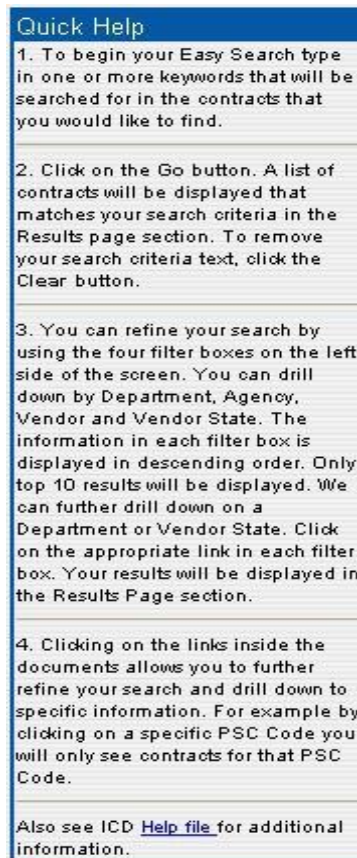 Quick Help
1. To begin your Easy Search type
in one or more keywords that will be
searched for in the contracts that
you would like to find.
2. Click on the Go button. A list of
contracts will be displayed that
matches your search criteria in the
Results page section. To remove
your search criteria text, click the
Clear button.
3. You can refine your search by
using the four filter boxes on the left
side of the screen. You can drill
down by Department, Agency,
Vendor and Vendor State. The
information in each filter box is
displayed in descending order. Only
top 10 results will be displayed. We
can further drill down on a
Department or Vendor State. Click
on the appropriate link in each filter
box. Your results will be displayed in
the Results Page section.
4. Clicking on the links inside the
documents allows you to further
refine your search and drill down to
specific information. For example by
clicking on a specific PSC Code you
will only see contracts for that PSC
Code.
Also see ICD Help file for additional
information.